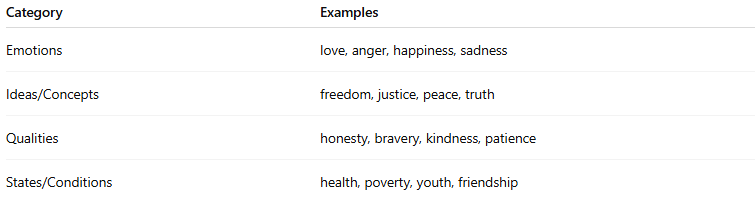 Category Examples
Emotions love, anger, happiness, sadness
Ideas/Concepts freedom, justice, peace, truth
Qualities honesty, bravery, kindness, patience
States/Conditions health, poverty, youth, friendship